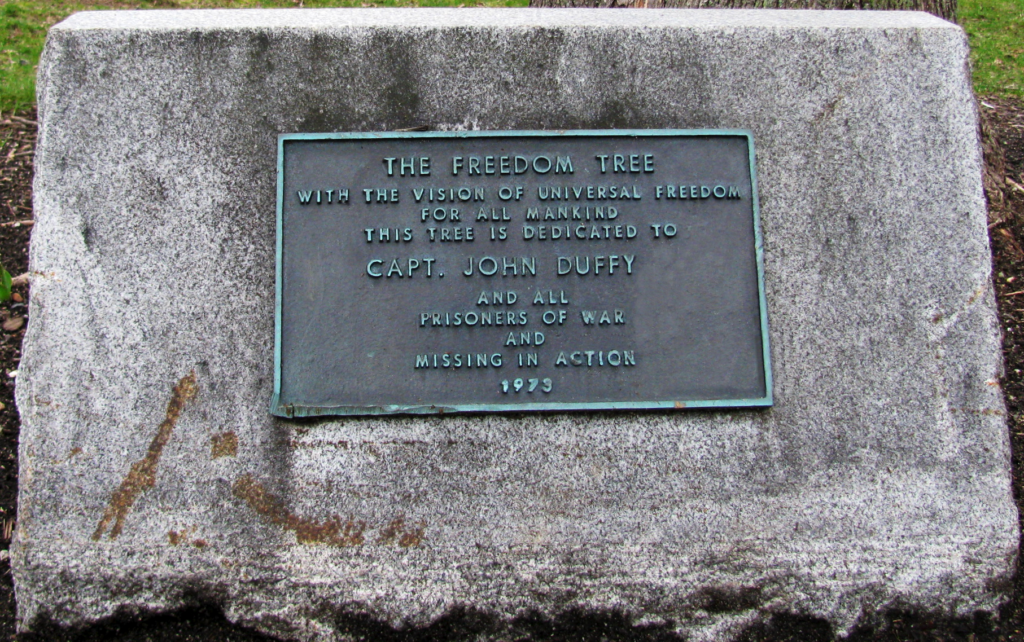 THE FREEDOM TREE
WITH THE VISION OF UNIVERSAL FREEDOM
FOR ALL MANKIND
THIS TREE IS DEDICATED TO
CAPT. JOHN DUFFY
AND ALL
PRISONERS OF WAR
AND
MISSING IN ACTION
1973